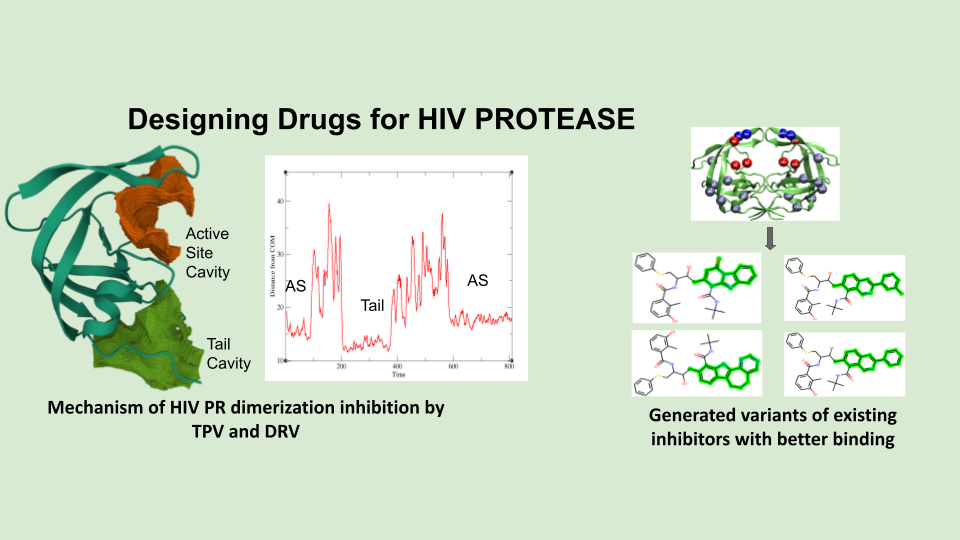 Designing Drugs for HIV PROTEASE
Active
Site
Cavity
Tail
Cavity
Distance from COM
40
30
20
10
AS
Tail
AS
200
400
600
800
Time
Mechanism of HIV PR dimerization inhibition by
TPV and DRV
Generated variants of existing
inhibitors with better binding